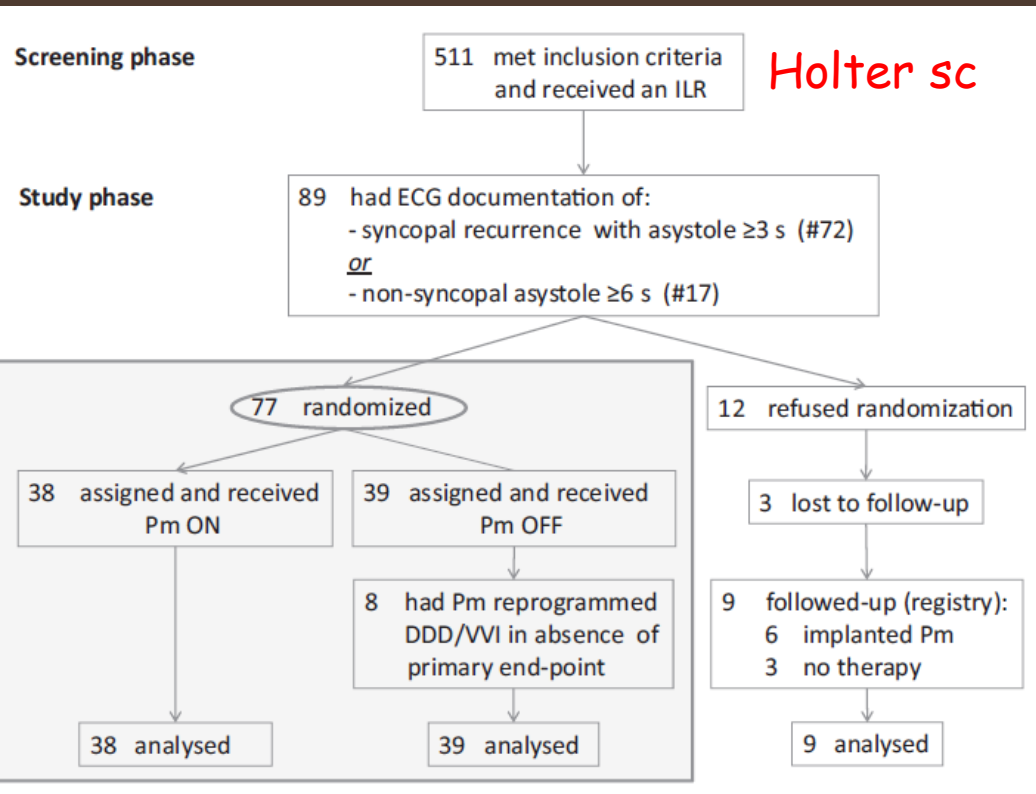 Screening phase
511 met inclusion criteria
and received an ILR
Holter sc
Study phase
89 had ECG documentation of:
- syncopal recurrence with asystole ≥3 s (#72)
or
- non-syncopal asystole ≥6 s (#17)
77 randomized
12 refused randomization
38 assigned and received
Pm ON
39 assigned and received
Pm OFF
3 lost to follow-up
8 had Pm reprogrammed
DDD/VVI in absence of
primary end-point
9 followed-up (registry):
6 implanted Pm
3 no therapy
38 analysed
39 analysed
9 analysed